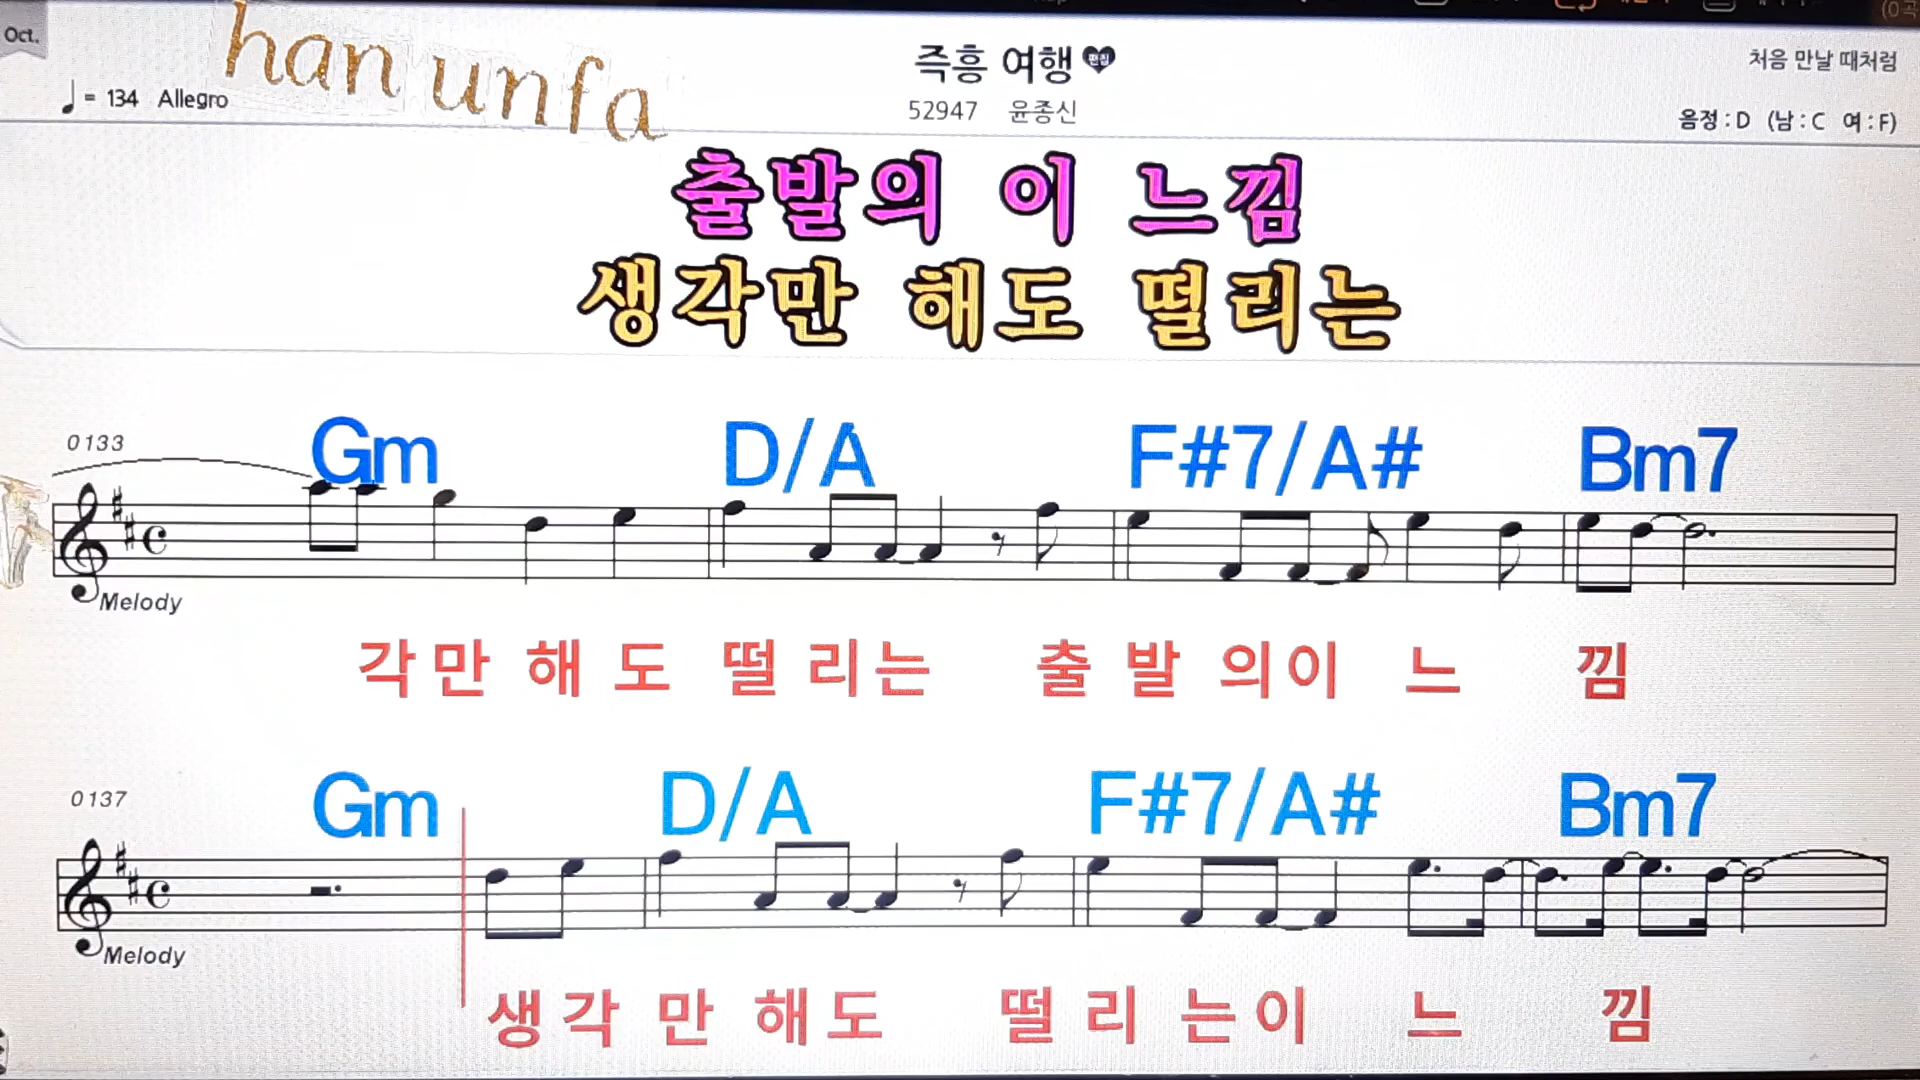 Oct.
han unfa
즉흥 여행 편집
처음 만날 때처럼
♩ = 134 Allegro
52947 윤종신
음정 : D (남 : C 여 : F)
출발의 이 느낌
생각만 해도 떨리는
0133 Gm D/A F#7/A# Bm7
Melody
각만 해도 떨리는 출발의이 느 낌
0137 Gm D/A F#7/A# Bm7
Melody
생각 만 해도 떨리 는이 느 낌